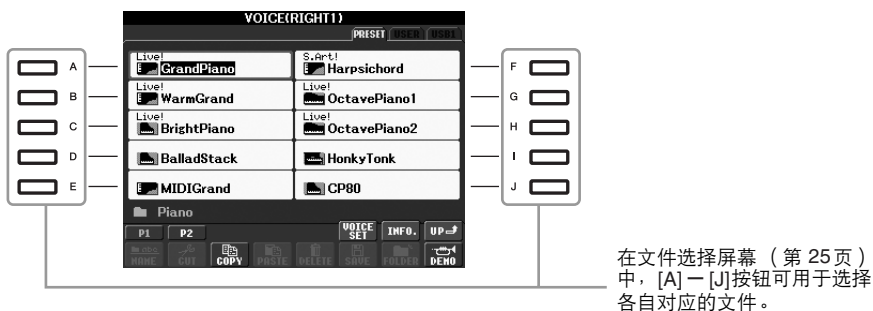 VOICE(RIGHT1)
PRESET USER USB1
A Live! GrandPiano S.Art! Harpsichord F
B Live! WarmGrand Live! OctavePiano1 G
C Live! BrightPiano Live! OctavePiano2 H
D BalladStack HonkyTonk I
E MIDIGrand CP80 J
Piano
P1 P2 VOICE SET INFO. UP
NAME CUT COPY PASTE DELETE SAVE FOLDER DEMO
在文件选择屏幕（第 25页）
中，[A] — [J]按钮可用于选择
各自对应的文件。